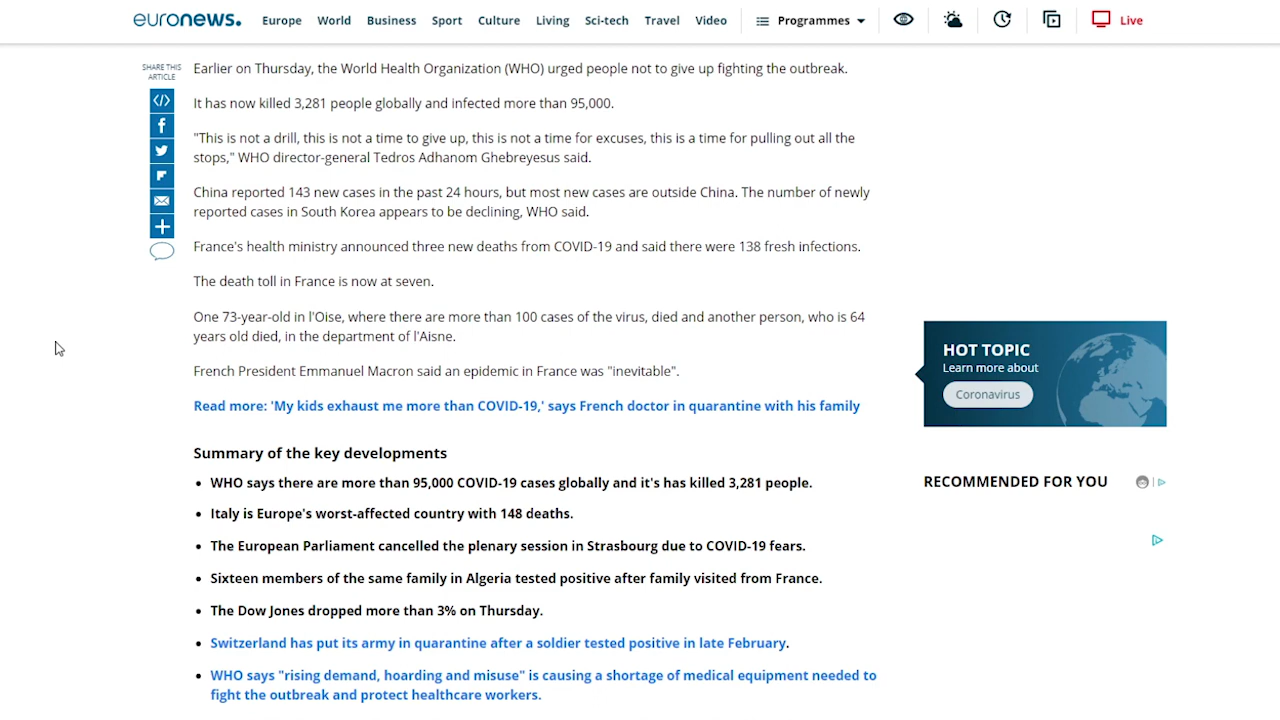 euronews. Europe World Business Sport Culture Living Sci-tech Travel Video Programmes Live
SHARE THIS
ARTICLE
Earlier on Thursday, the World Health Organization (WHO) urged people not to give up fighting the outbreak.
It has now killed 3,281 people globally and infected more than 95,000.
"This is not a drill, this is not a time to give up, this is not a time for excuses, this is a time for pulling out all the
stops," WHO director-general Tedros Adhanom Ghebreyesus said.
China reported 143 new cases in the past 24 hours, but most new cases are outside China. The number of newly
reported cases in South Korea appears to be declining, WHO said.
France's health ministry announced three new deaths from COVID-19 and said there were 138 fresh infections.
The death toll in France is now at seven.
One 73-year-old in l'Oise, where there are more than 100 cases of the virus, died and another person, who is 64
years old died, in the department of l'Aisne.
French President Emmanuel Macron said an epidemic in France was "inevitable".
Read more: 'My kids exhaust me more than COVID-19,' says French doctor in quarantine with his family
Summary of the key developments
• WHO says there are more than 95,000 COVID-19 cases globally and it's has killed 3,281 people.
• Italy is Europe's worst-affected country with 148 deaths.
• The European Parliament cancelled the plenary session in Strasbourg due to COVID-19 fears.
• Sixteen members of the same family in Algeria tested positive after family visited from France.
• The Dow Jones dropped more than 3% on Thursday.
• Switzerland has put its army in quarantine after a soldier tested positive in late February.
• WHO says "rising demand, hoarding and misuse" is causing a shortage of medical equipment needed to
fight the outbreak and protect healthcare workers.
HOT TOPIC
Learn more about
Coronavirus
RECOMMENDED FOR YOU